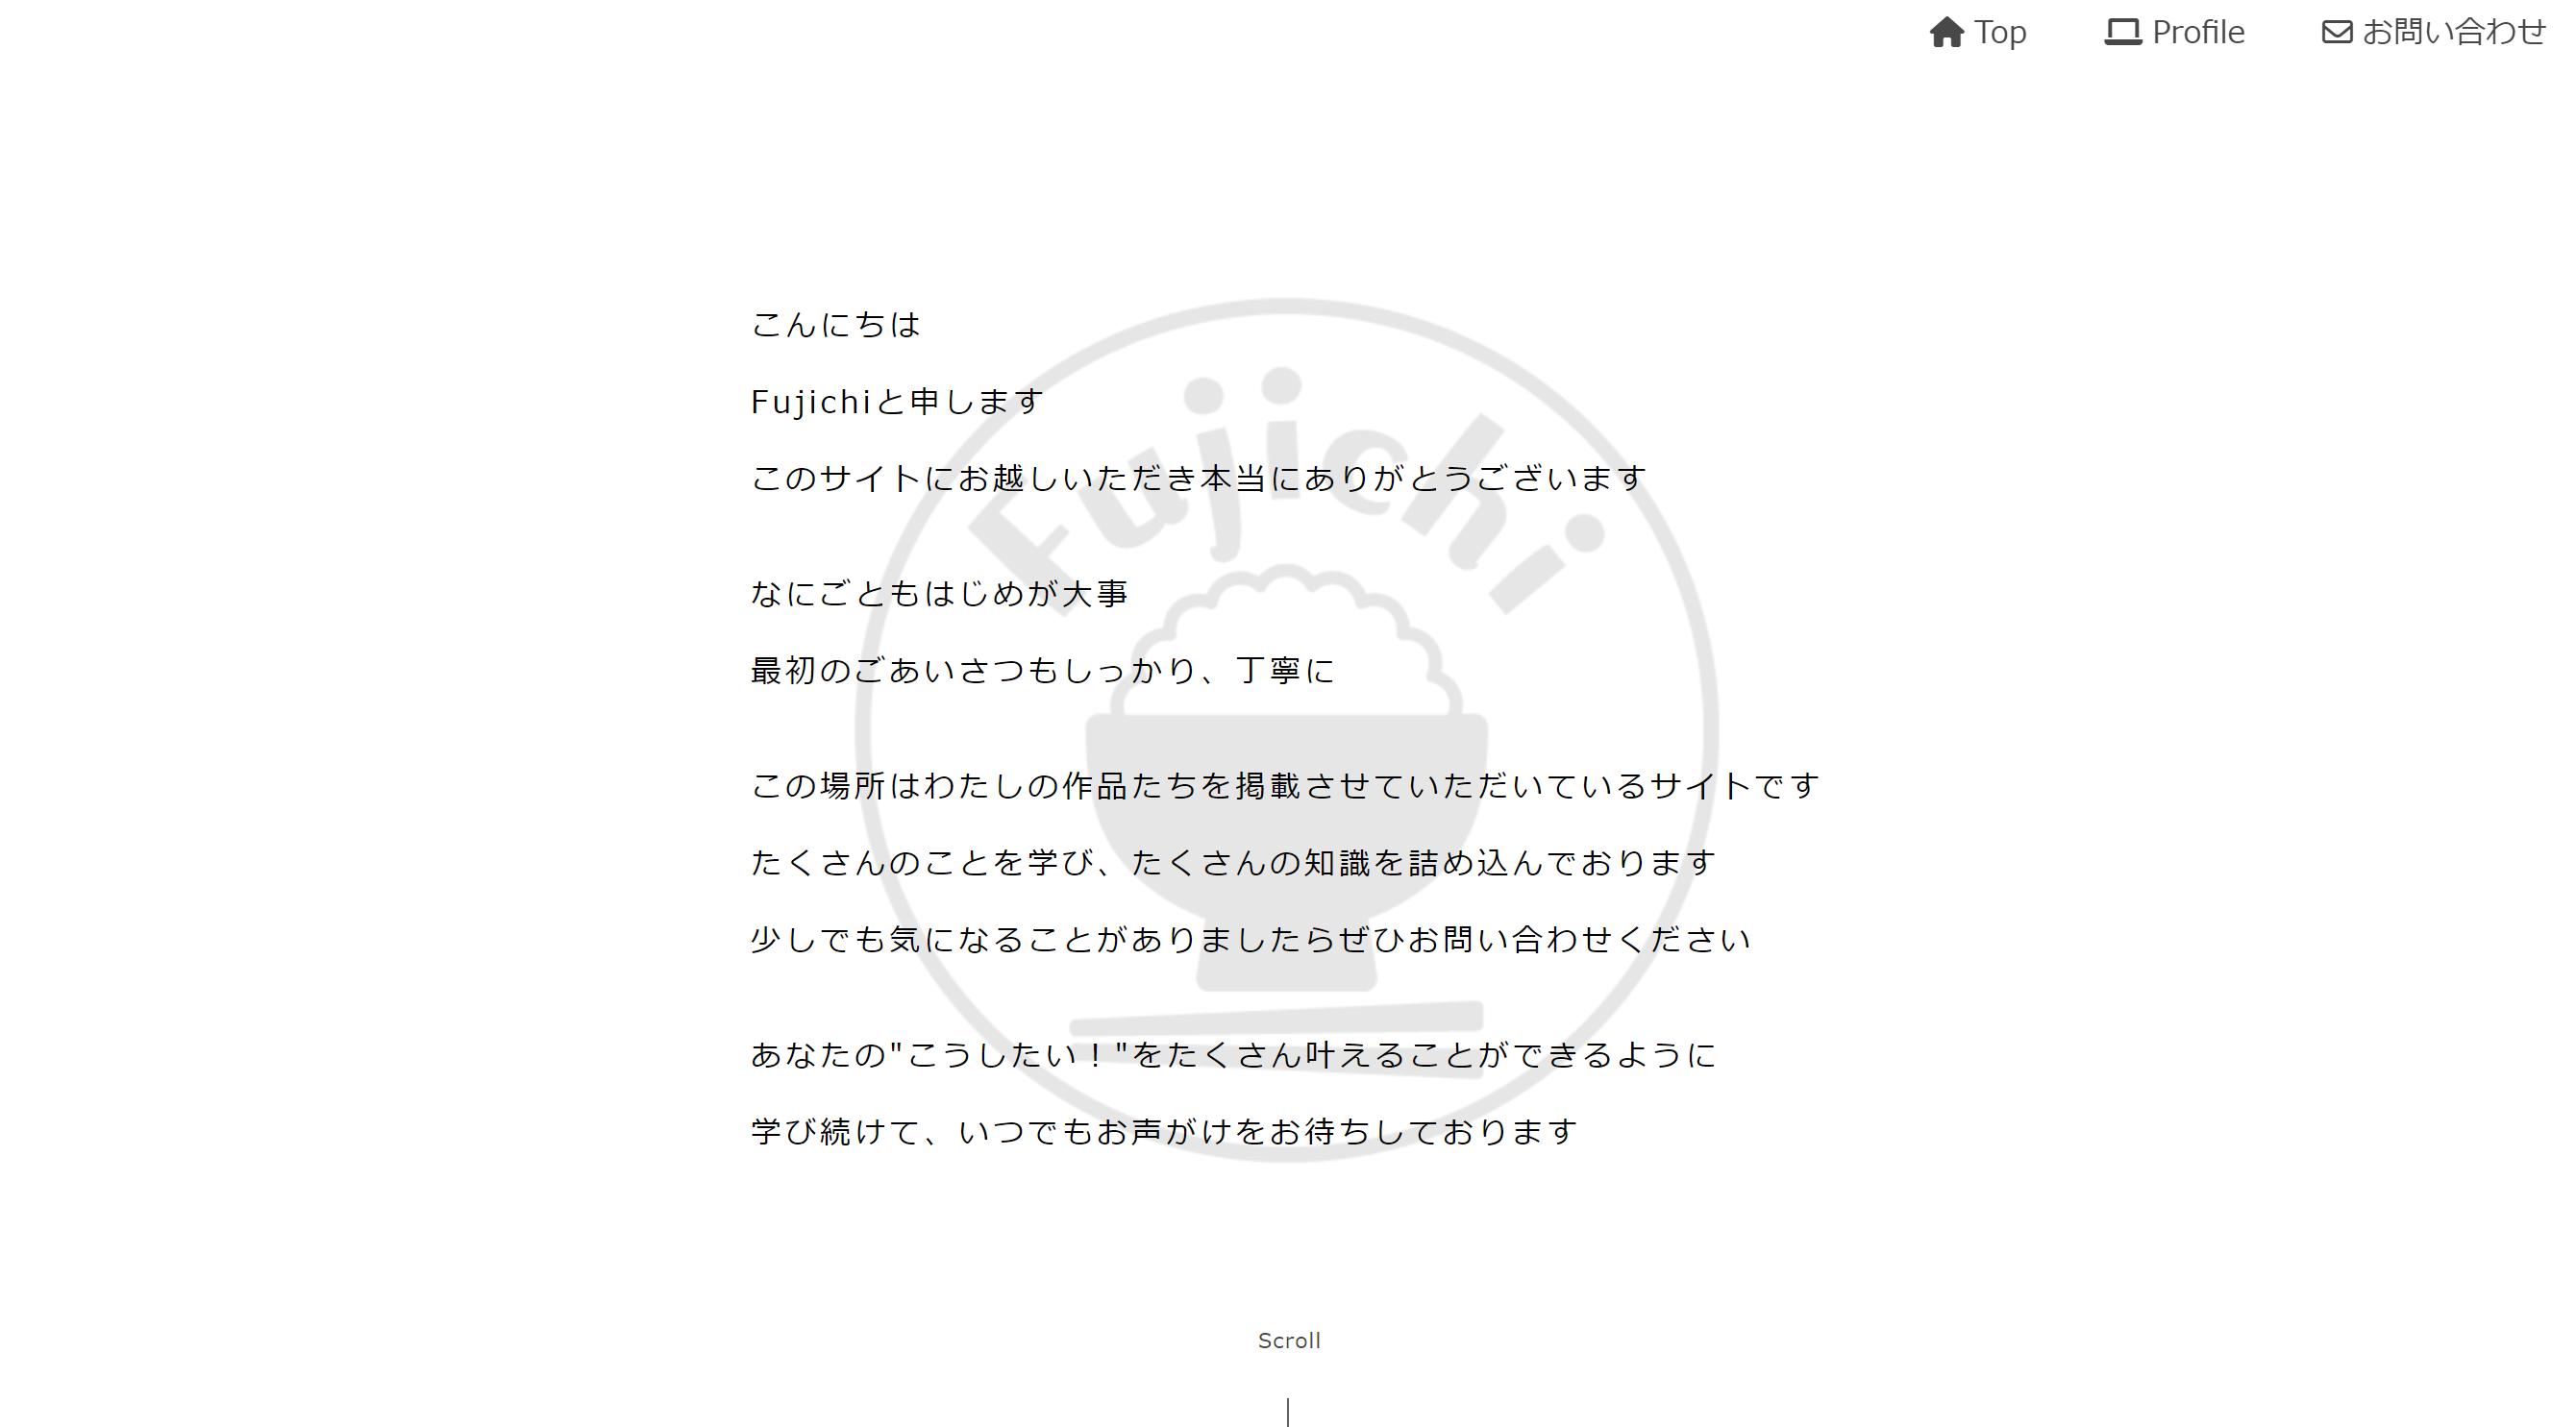 Top Profile お問い合わせ
こんにちは
Fujichiと申します
このサイトにお越しいただき本当にありがとうございます
なにごともはじめが大事
最初のごあいさつもしっかり、丁寧に
この場所はわたしの作品たちを掲載させていただいているサイトです
たくさんのことを学び、たくさんの知識を詰め込んでおります
少しでも気になることがありましたらぜひお問い合わせください
あなたの"こうしたい！"をたくさん叶えることができるように
学び続けて、いつでもお声がけをお待ちしております
Fujichi
Scroll